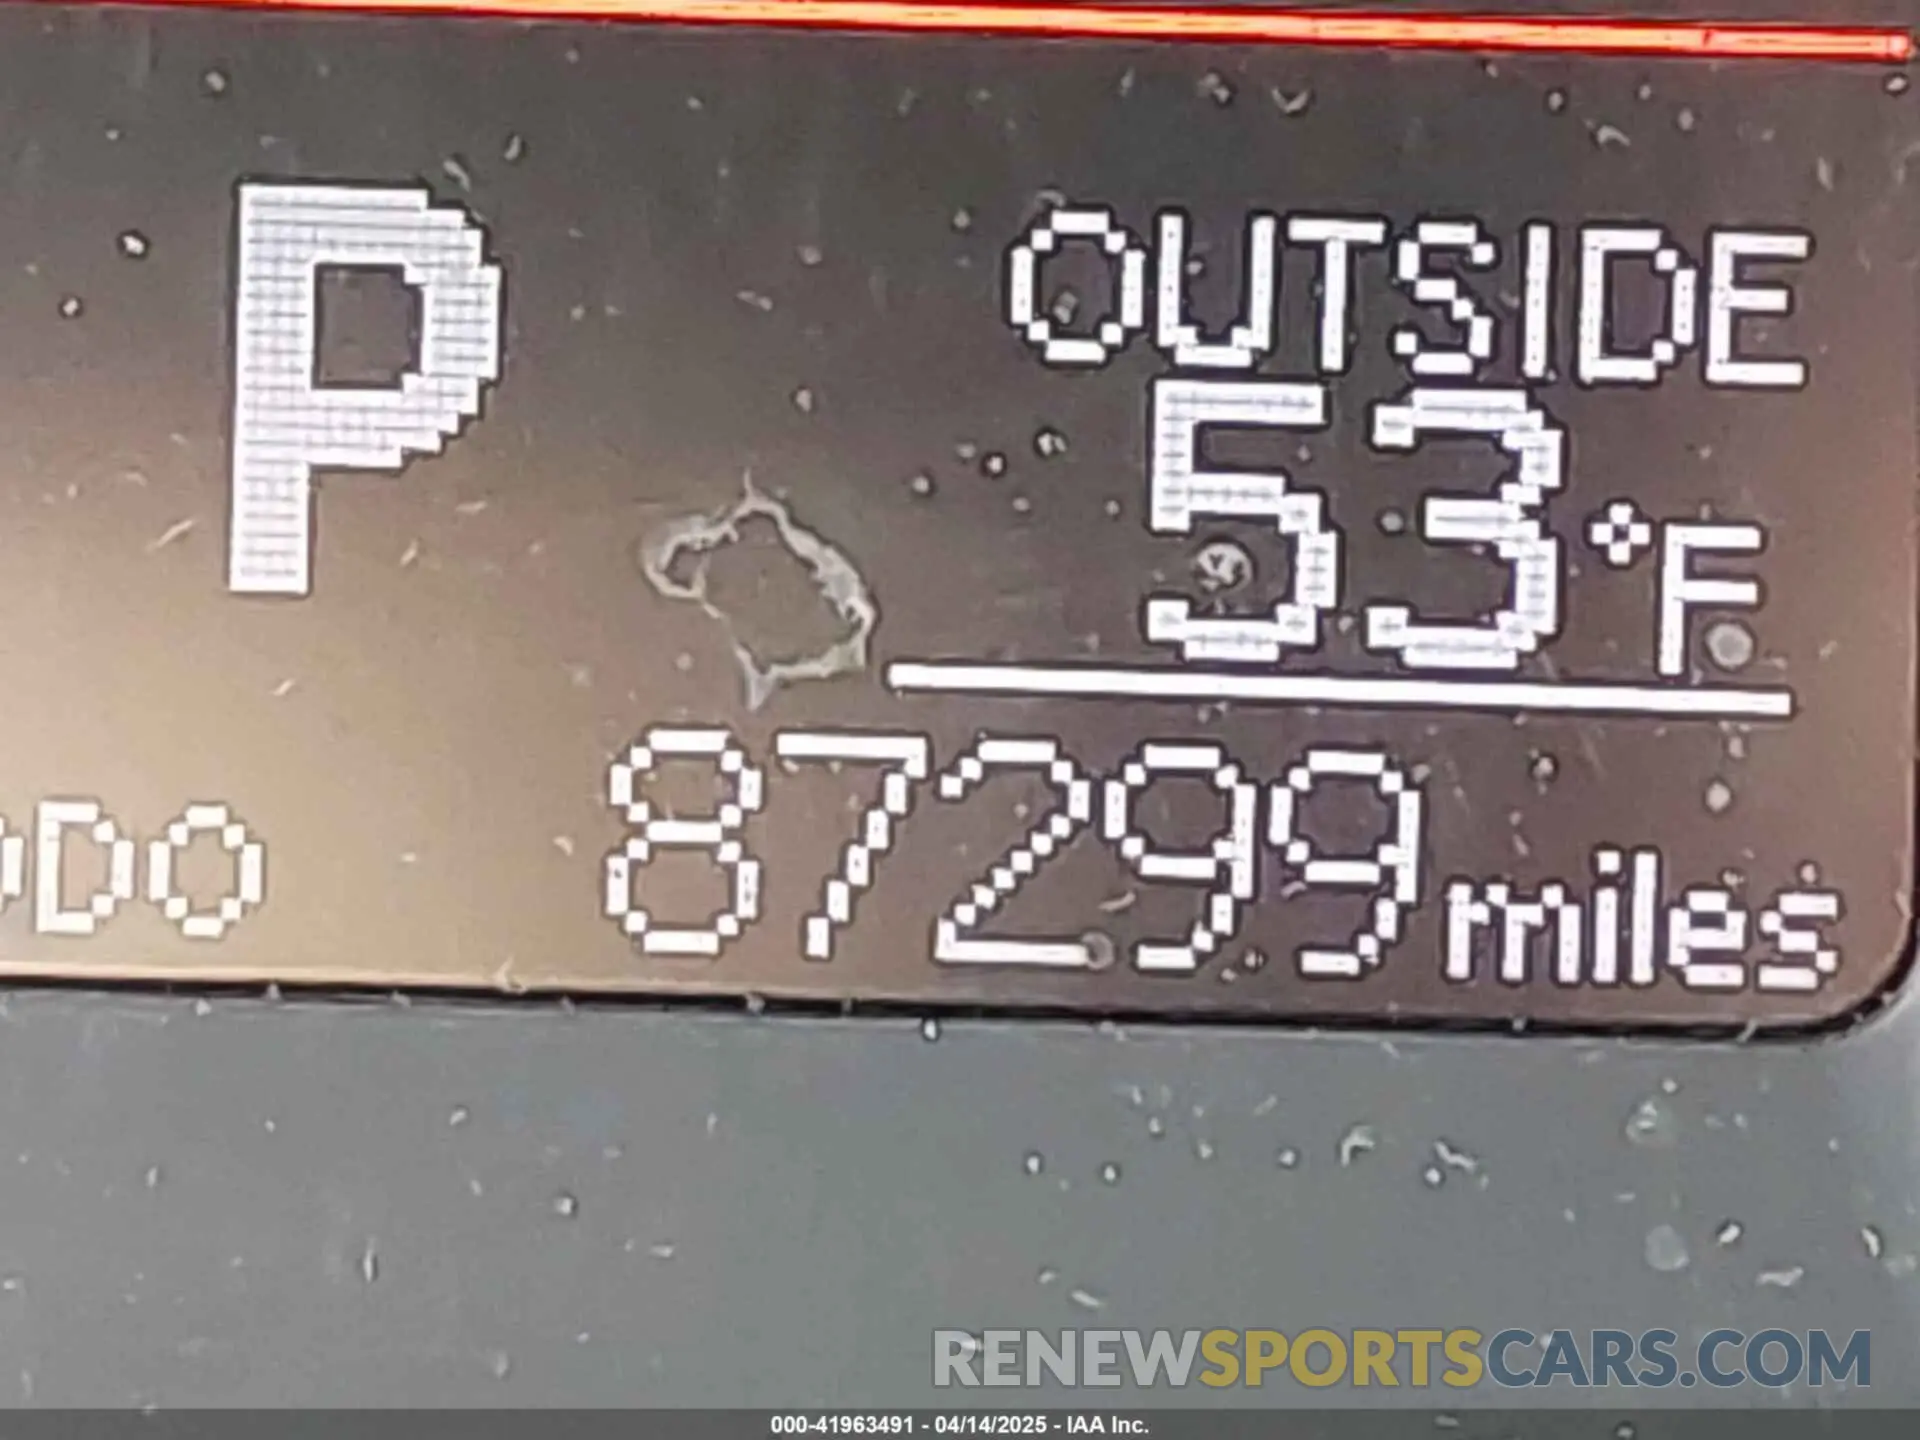 P
OUTSIDE
53°F
ODO 87299 miles
RENEWSPORTSCARS.COM
000-41963491 - 04/14/2025 - IAA Inc.